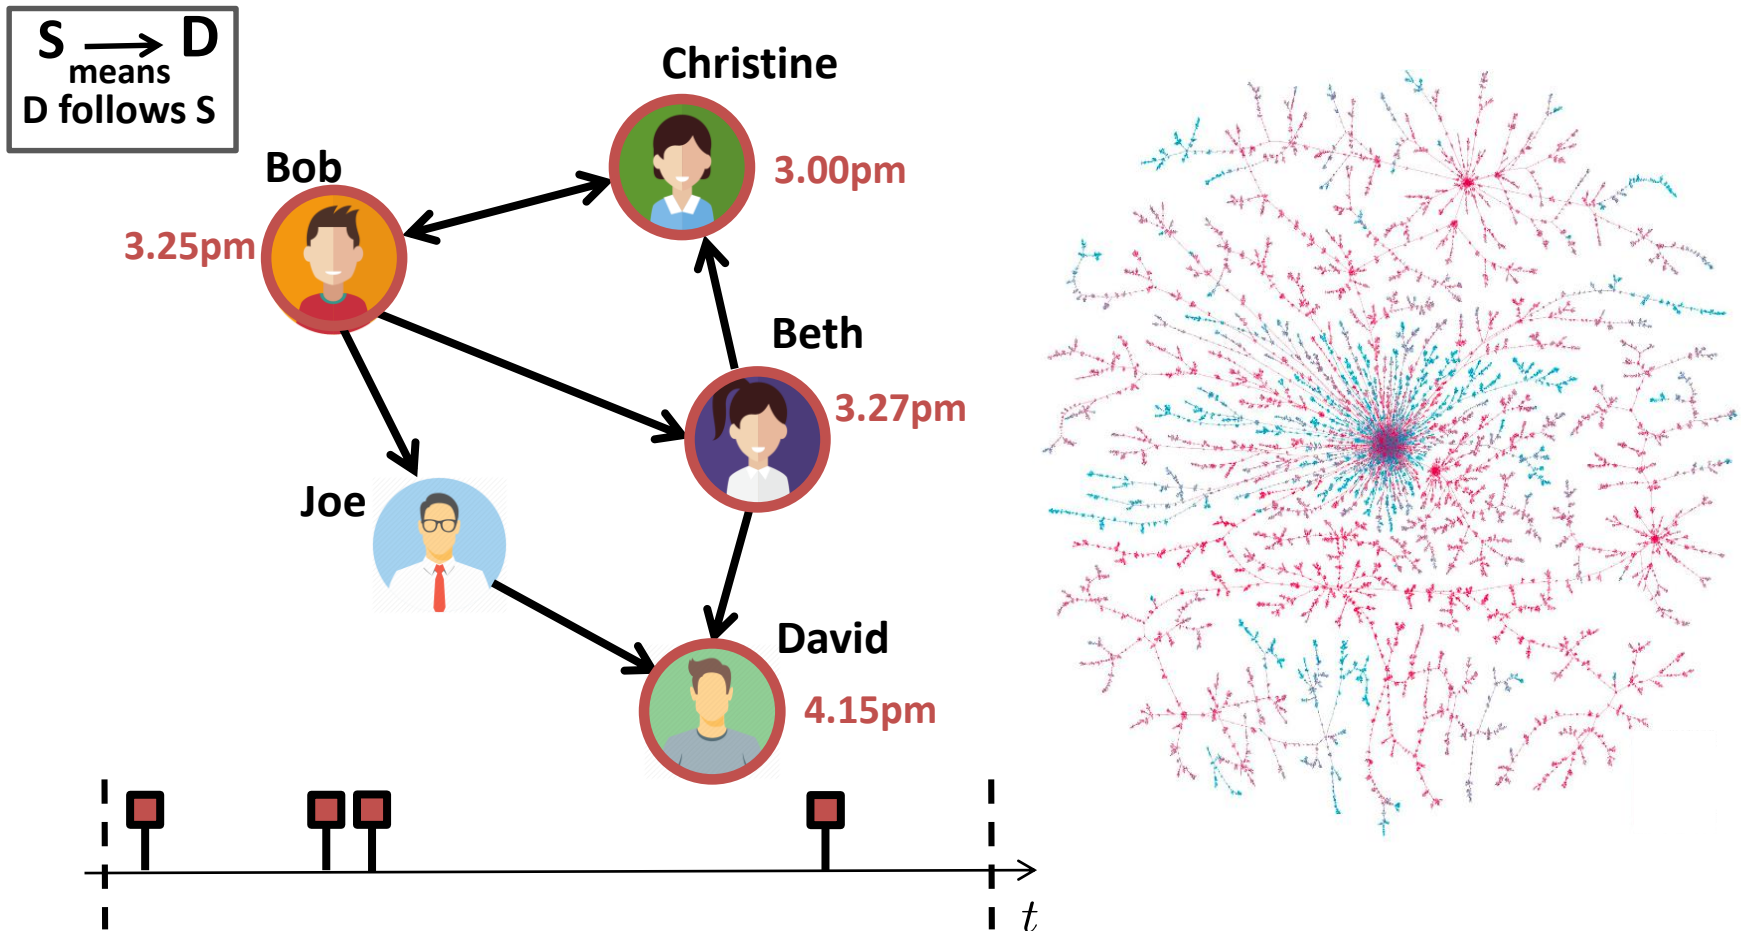 S D
means
D follows S
Christine
3.00pm
Bob
3.25pm
Beth
3.27pm
Joe
David
4.15pm
t